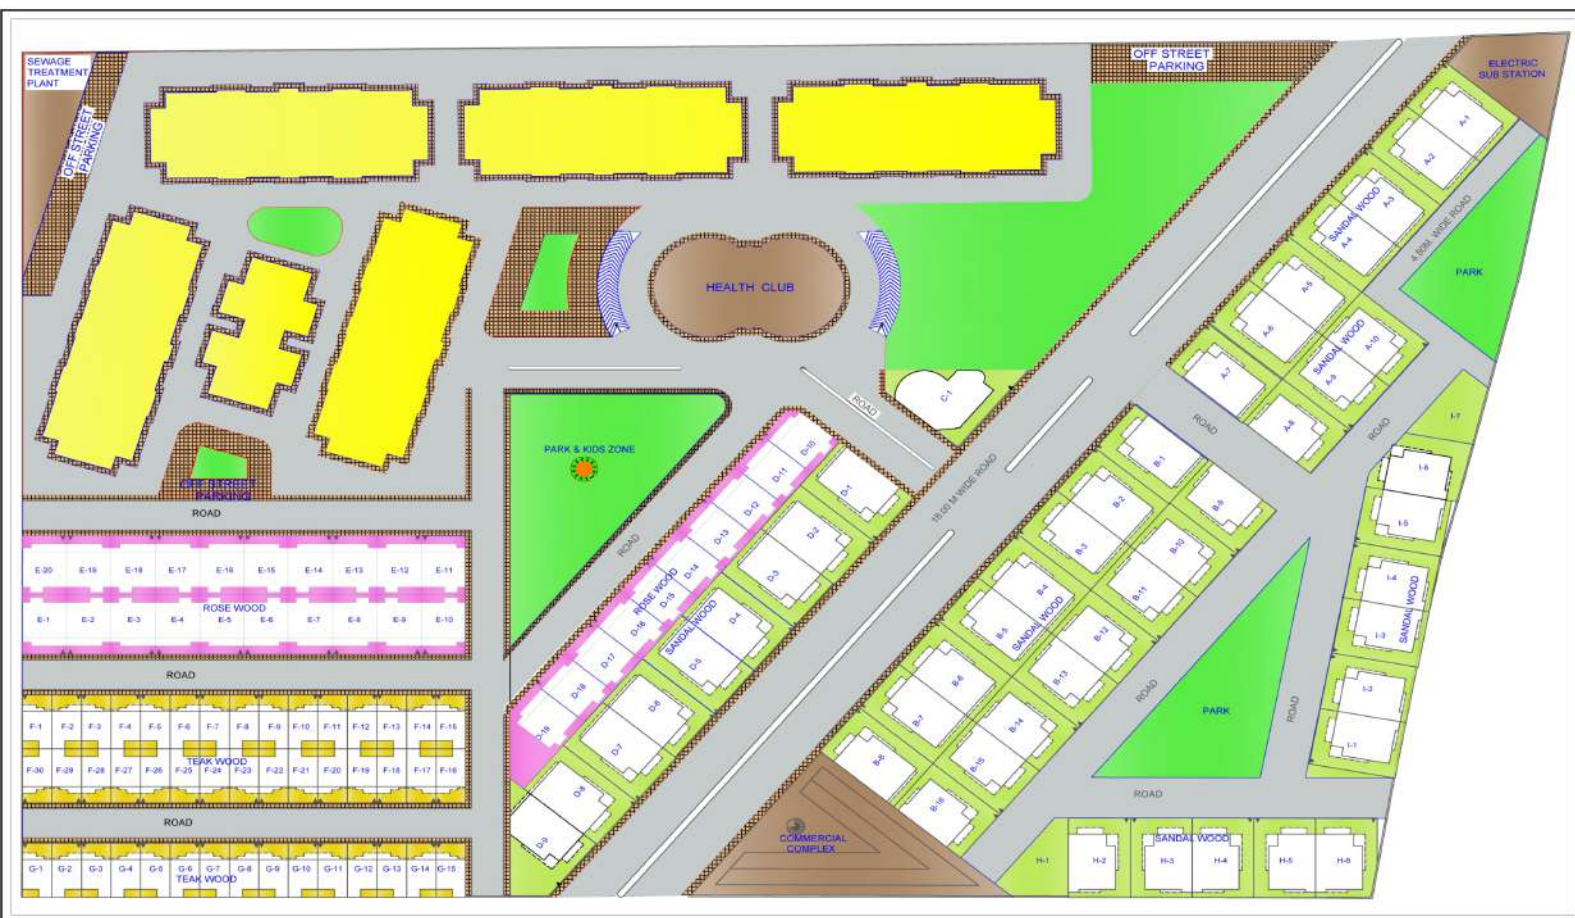 SEWAGE
TREATMENT
PLANT
OFF STREET
PARKING
OFF STREET
PARKING
ELECTRIC
SUB STATION
A-1
A-2
A-3
SANDAL WOOD
A-4
4.80M. WIDE ROAD
PARK
HEALTH CLUB
A-5
A-6
A-10
SANDAL WOOD
A-9
A-7
A-8
ROAD
ROAD
C-1
ROAD
I-7
PARK & KIDS ZONE
OFF STREET
PARKING
ROAD
D-10
D-11
D-12
D-13
D-14
D-15
D-16
D-17
D-18
D-19
ROSE WOOD
ROAD
D-1
D-2
D-3
D-4
D-5
D-6
D-7
D-8
D-9
SANDAL WOOD
18.00 M WIDE ROAD
B-1
B-2
B-3
B-4
B-5
B-6
B-7
B-8
SANDAL WOOD
B-9
B-10
B-11
B-12
B-13
B-14
B-15
B-16
I-6
I-5
I-4
I-3
I-2
I-1
SANDAL WOOD
ROAD
PARK
ROAD
ROAD
E-20 E-19 E-18 E-17 E-16 E-15 E-14 E-13 E-12 E-11
ROSE WOOD
E-1 E-2 E-3 E-4 E-5 E-6 E-7 E-8 E-9 E-10
ROAD
F-1 F-2 F-3 F-4 F-5 F-6 F-7 F-8 F-9 F-10 F-11 F-12 F-13 F-14 F-15
TEAK WOOD
F-30 F-29 F-28 F-27 F-26 F-25 F-24 F-23 F-22 F-21 F-20 F-19 F-18 F-17 F-16
ROAD
G-1 G-2 G-3 G-4 G-5 G-6 G-7 G-8 G-9 G-10 G-11 G-12 G-13 G-14 G-15
TEAK WOOD
COMMERCIAL
COMPLEX
SANDAL WOOD
H-1 H-2 H-3 H-4 H-5 H-6